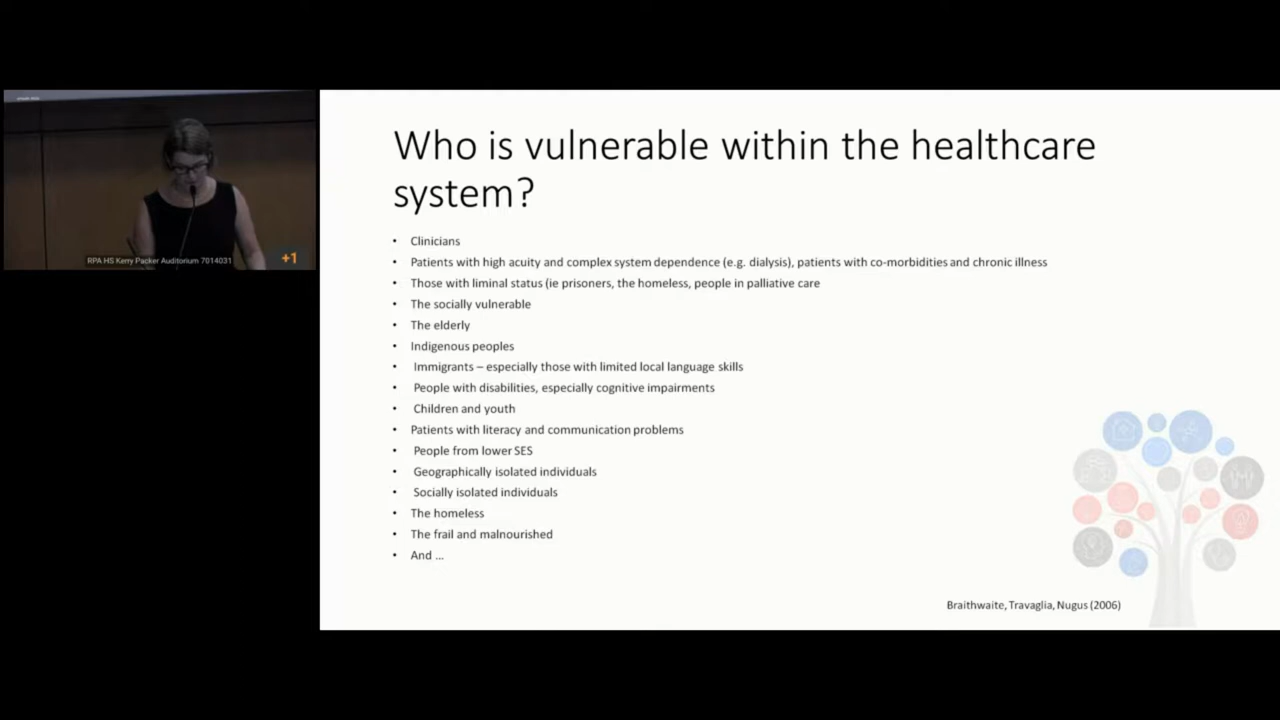 RPA HS Kerry Packer Auditorium 7014031
+1
Who is vulnerable within the healthcare
system?
• Clinicians
• Patients with high acuity and complex system dependence (e.g. dialysis), patients with co-morbidities and chronic illness
• Those with liminal status (ie prisoners, the homeless, people in palliative care
• The socially vulnerable
• The elderly
• Indigenous peoples
• Immigrants – especially those with limited local language skills
• People with disabilities, especially cognitive impairments
• Children and youth
• Patients with literacy and communication problems
• People from lower SES
• Geographically isolated individuals
• Socially isolated individuals
• The homeless
• The frail and malnourished
• And ...
Braithwaite, Travaglia, Nugus (2006)